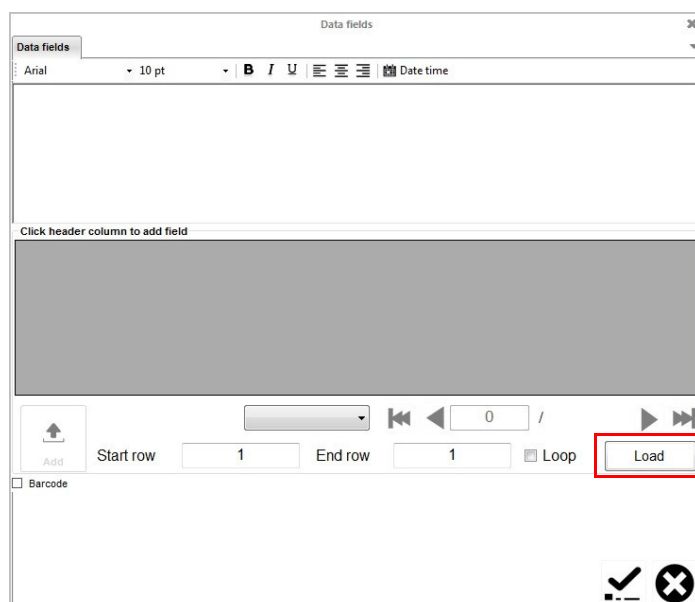 Data fields
Data fields
Arial 10 pt B I U Date time
Click header column to add field
0 /
Add Start row 1 End row 1 Loop Load
Barcode